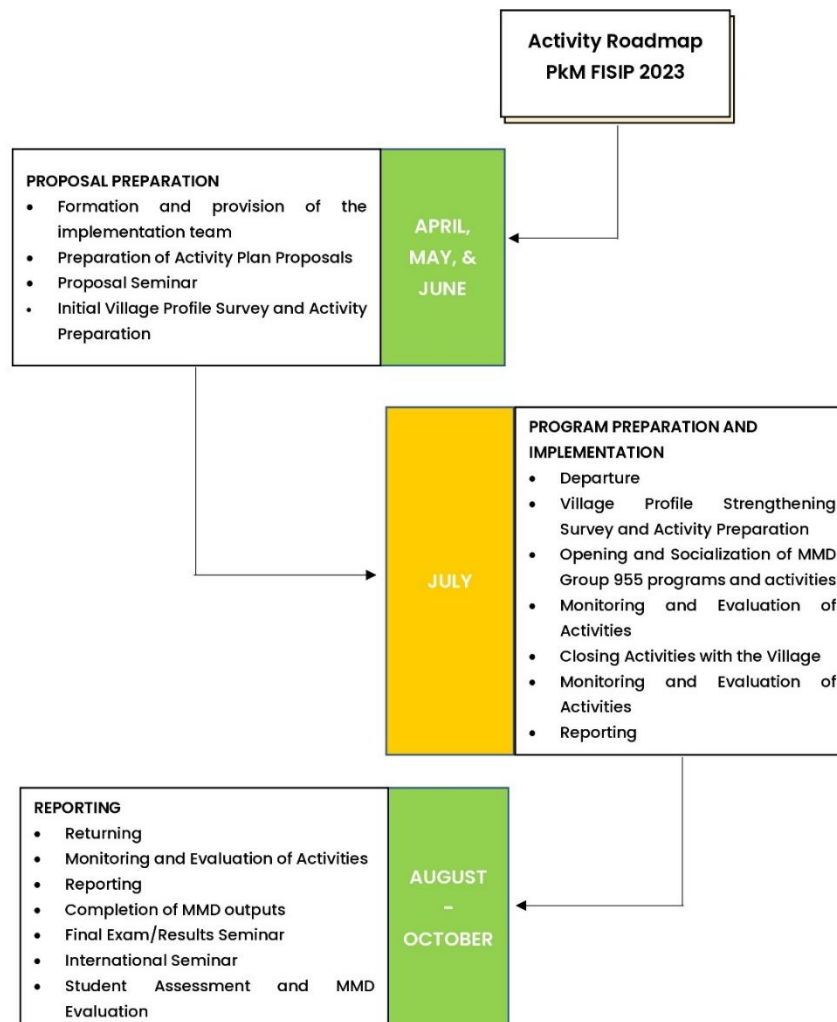 Activity Roadmap
PkM FISIP 2023
PROPOSAL PREPARATION
• Formation and provision of the
implementation team
• Preparation of Activity Plan Proposals
• Proposal Seminar
• Initial Village Profile Survey and Activity
Preparation
APRIL,
MAY, &
JUNE
JULY
PROGRAM PREPARATION AND
IMPLEMENTATION
• Departure
• Village Profile Strengthening
Survey and Activity Preparation
• Opening and Socialization of MMD
Group 955 programs and activities
• Monitoring and Evaluation of
Activities
• Closing Activities with the Village
• Monitoring and Evaluation of
Activities
• Reporting
REPORTING
• Returning
• Monitoring and Evaluation of Activities
• Reporting
• Completion of MMD outputs
• Final Exam/Results Seminar
• International Seminar
• Student Assessment and MMD
Evaluation
AUGUST
–
OCTOBER